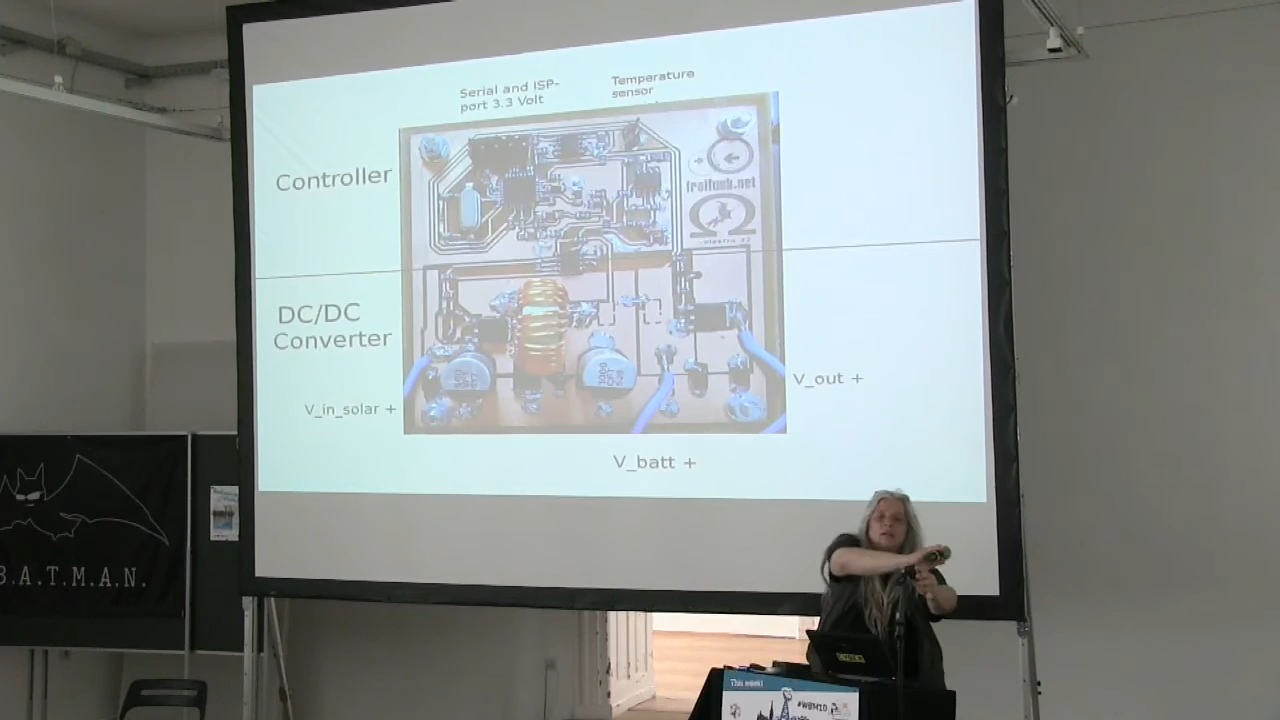 Serial and ISP-
port 3.3 Volt
Temperature
sensor
Controller
freifunk.net
DC/DC
Converter
V_in_solar +
V_out +
V_batt +
B.A.T.M.A.N.
This week!
#WBM10